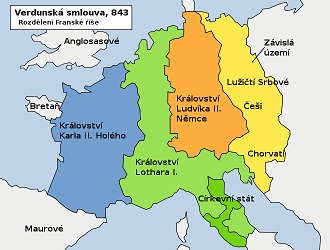 Verdunská smlouva, 843
Rozdělení Franské říše
Anglosasové
Závislá
území
Lužičtí Srbové
Bretaň
Království
Ludvíka II.
Němce
Češi
Království
Karla II. Holého
Chorvati
Království
Lothara I.
Církevní stát
Maurové